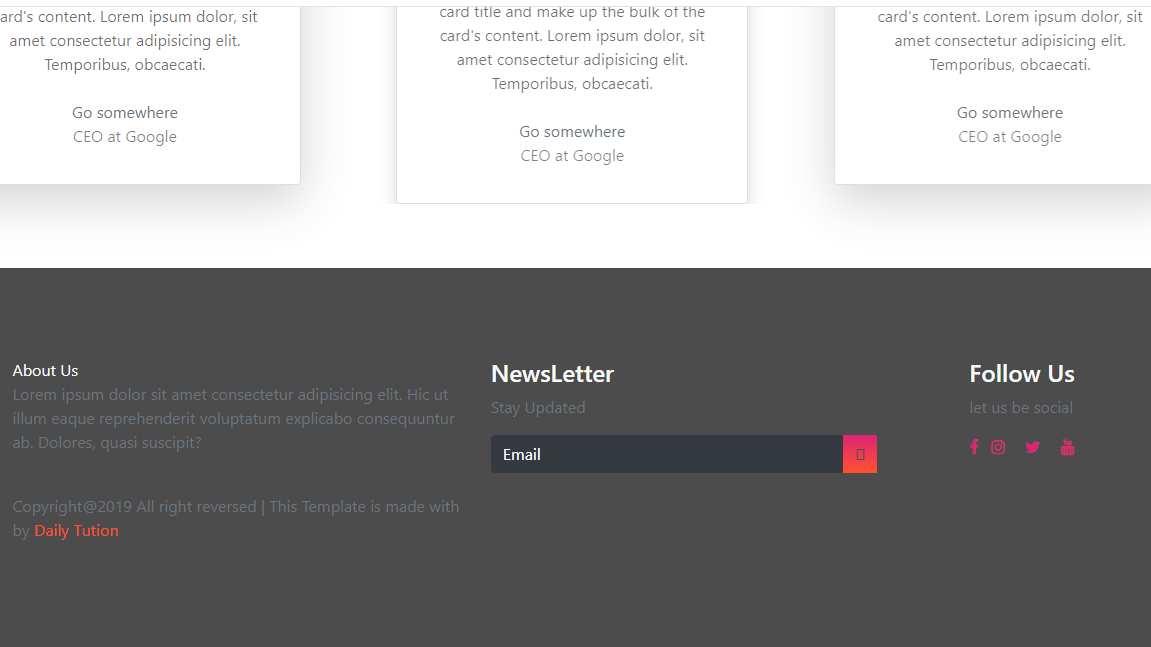 ard's content. Lorem ipsum dolor, sit
amet consectetur adipisicing elit.
Temporibus, obcaecati.
Go somewhere
CEO at Google
card title and make up the bulk of the
card's content. Lorem ipsum dolor, sit
amet consectetur adipisicing elit.
Temporibus, obcaecati.
Go somewhere
CEO at Google
card's content. Lorem ipsum dolor, sit
amet consectetur adipisicing elit.
Temporibus, obcaecati.
Go somewhere
CEO at Google
About Us
Lorem ipsum dolor sit amet consectetur adipisicing elit. Hic ut
illum eaque reprehenderit voluptatum explicabo consequuntur
ab. Dolores, quasi suscipit?
Copyright@2019 All right reversed | This Template is made with
by Daily Tution
NewsLetter
Stay Updated
Email
Follow Us
let us be social